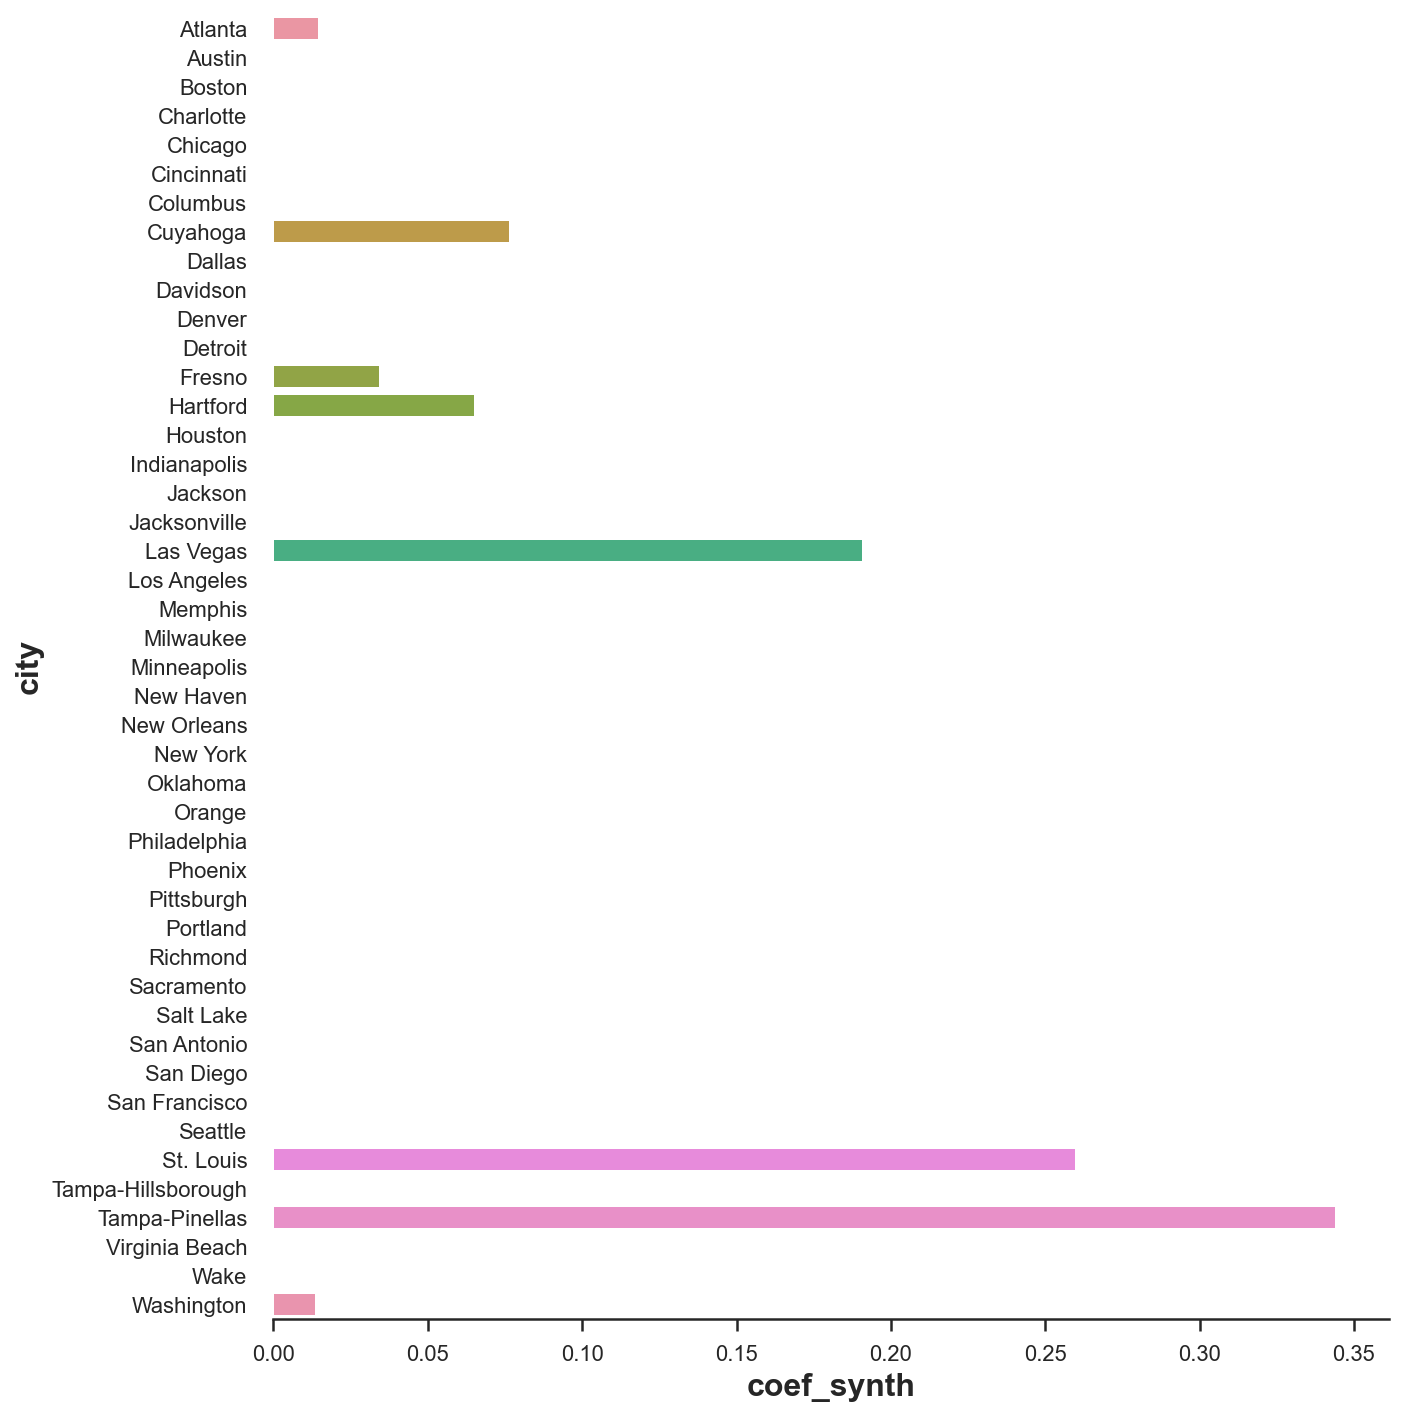 Atlanta
Austin
Boston
Charlotte
Chicago
Cincinnati
Columbus
Cuyahoga
Dallas
Davidson
Denver
Detroit
Fresno
Hartford
Houston
Indianapolis
Jackson
Jacksonville
Las Vegas
Los Angeles
Memphis
Milwaukee
Minneapolis
New Haven
New Orleans
New York
Oklahoma
Orange
Philadelphia
Phoenix
Pittsburgh
Portland
Richmond
Sacramento
Salt Lake
San Antonio
San Diego
San Francisco
Seattle
St. Louis
Tampa-Hillsborough
Tampa-Pinellas
Virginia Beach
Wake
Washington
city
0.00 0.05 0.10 0.15 0.20 0.25 0.30 0.35
coef_synth